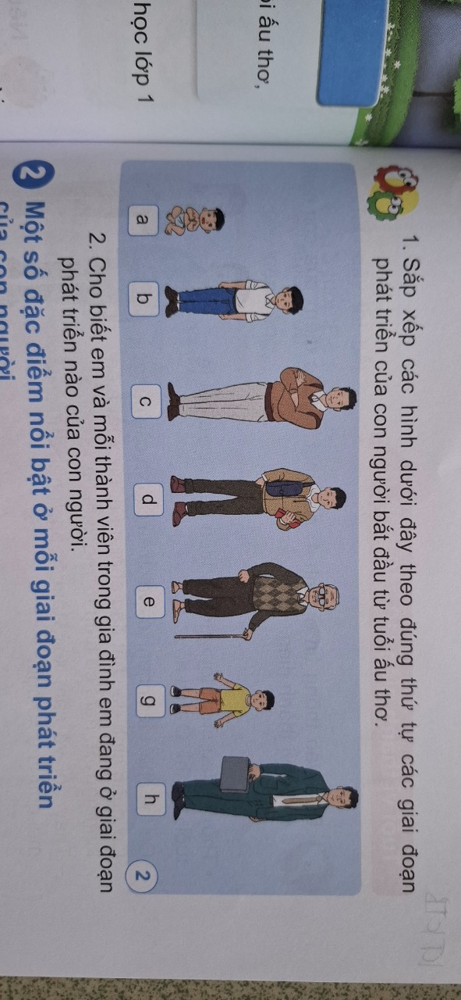 ổi ấu thơ,
học lớp 1
1. Sắp xếp các hình dưới đây theo đúng thứ tự các giai đoạn
phát triển của con người bắt đầu từ tuổi ấu thơ.
a b c d e g h
2
2. Cho biết em và mỗi thành viên trong gia đình em đang ở giai đoạn
phát triển nào của con người.
2 Một số đặc điểm nổi bật ở mỗi giai đoạn phát triển
của con người